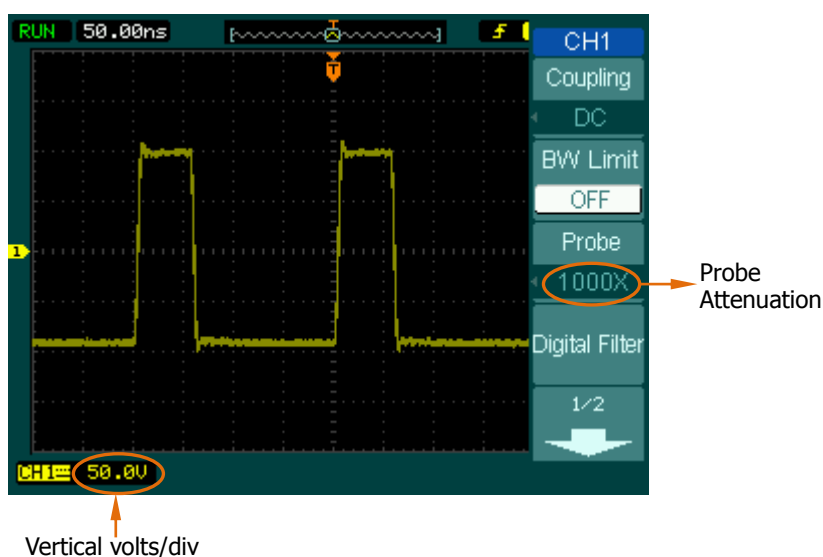 RUN 50.00ns
T
CH1
Coupling
DC
BW Limit
OFF
Probe
1000X
Digital Filter
1/2
1
CH1 50.0V
Probe
Attenuation
Vertical volts/div